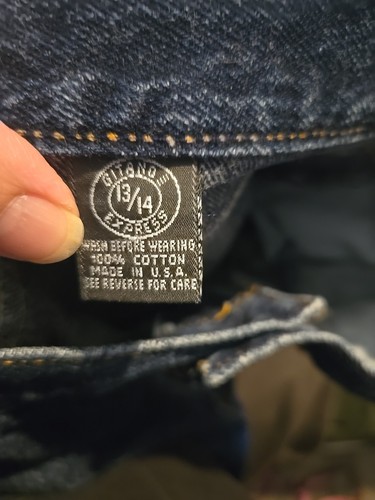 GITANO
13/14
EXPRESS
WASH BEFORE WEARING
100% COTTON
MADE IN U.S.A.
SEE REVERSE FOR CARE